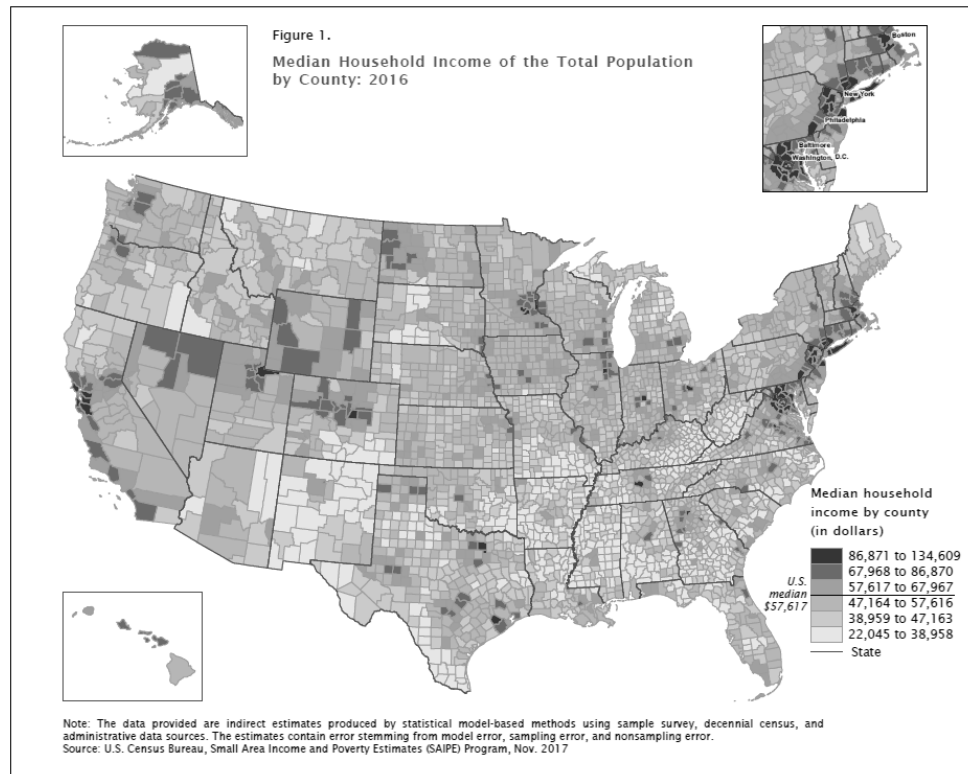 Figure 1.
Median Household Income of the Total Population
by County: 2016
Boston
New York
Philadelphia
Baltimore
Washington, D.C.
Median household
income by county
(in dollars)
86,871 to 134,609
67,968 to 86,870
57,617 to 67,967
47,164 to 57,616
38,959 to 47,163
22,045 to 38,958
State
U.S.
median
$57,617
Note: The data provided are indirect estimates produced by statistical model-based methods using sample survey, decennial census, and
administrative data sources. The estimates contain error stemming from model error, sampling error, and nonsampling error.
Source: U.S. Census Bureau, Small Area Income and Poverty Estimates (SAIPE) Program, Nov. 2017